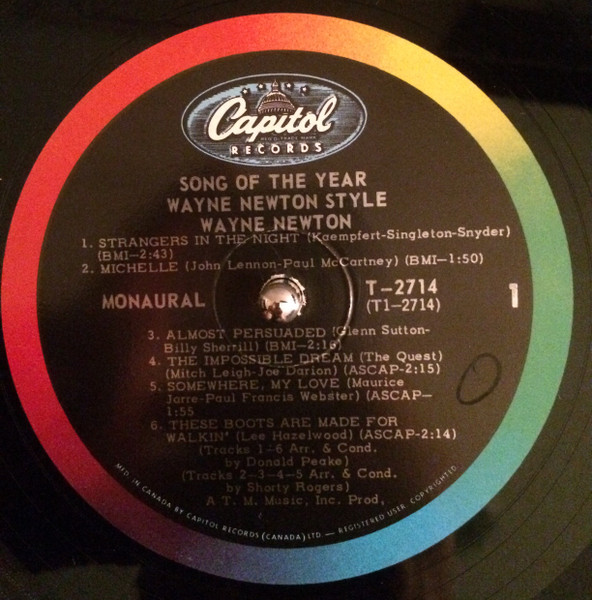 Capitol
REG'D. TRADE MARK
RECORDS
SONG OF THE YEAR
WAYNE NEWTON STYLE
WAYNE NEWTON
1. STRANGERS IN THE NIGHT (Kaempfert-Singleton-Snyder)
(BMI—2:43)
2. MICHELLE (John Lennon-Paul McCartney) (BMI—1:50)
MONAURAL
T-2714
(T1-2714)
1
3. ALMOST PERSUADED (Glenn Sutton-
Billy Sherrill) (BMI—2:15)
4. THE IMPOSSIBLE DREAM (The Quest)
(Mitch Leigh-Joe Darion) (ASCAP-2:15)
5. SOMEWHERE, MY LOVE (Maurice
Jarre-Paul Francis Webster) (ASCAP—
1:55
6. THESE BOOTS ARE MADE FOR
WALKIN' (Lee Hazelwood) (ASCAP-2:14)
(Tracks 1-6 Arr. & Cond.
by Donald Peake)
(Tracks 2-3-4-5 Arr. & Cond.
by Shorty Rogers)
A T. M. Music, Inc. Prod,
MFD. IN CANADA BY CAPITOL RECORDS (CANADA) LTD. — REGISTERED USER. COPYRIGHTED.